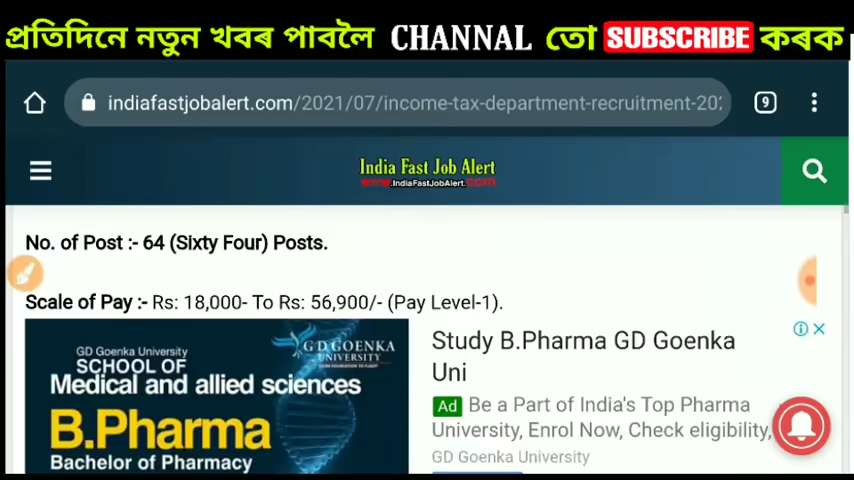 প্ৰতিদিনে নতুন খবৰ পাবলৈ CHANNAL তো SUBSCRIBE কৰক
indiafastjobalert.com/2021/07/income-tax-department-recruitment-202
9
India Fast Job Alert
www.IndiaFastJobAlert.com
No. of Post :- 64 (Sixty Four) Posts.
Scale of Pay :- Rs: 18,000- To Rs: 56,900/- (Pay Level-1).
GD Goenka University
SCHOOL OF
Medical and allied sciences
B.Pharma
Bachelor of Pharmacy
GD GOENKA
UNIVERSITY
Study B.Pharma GD Goenka
Uni
Ad Be a Part of India's Top Pharma
University, Enrol Now, Check eligibility,
GD Goenka University